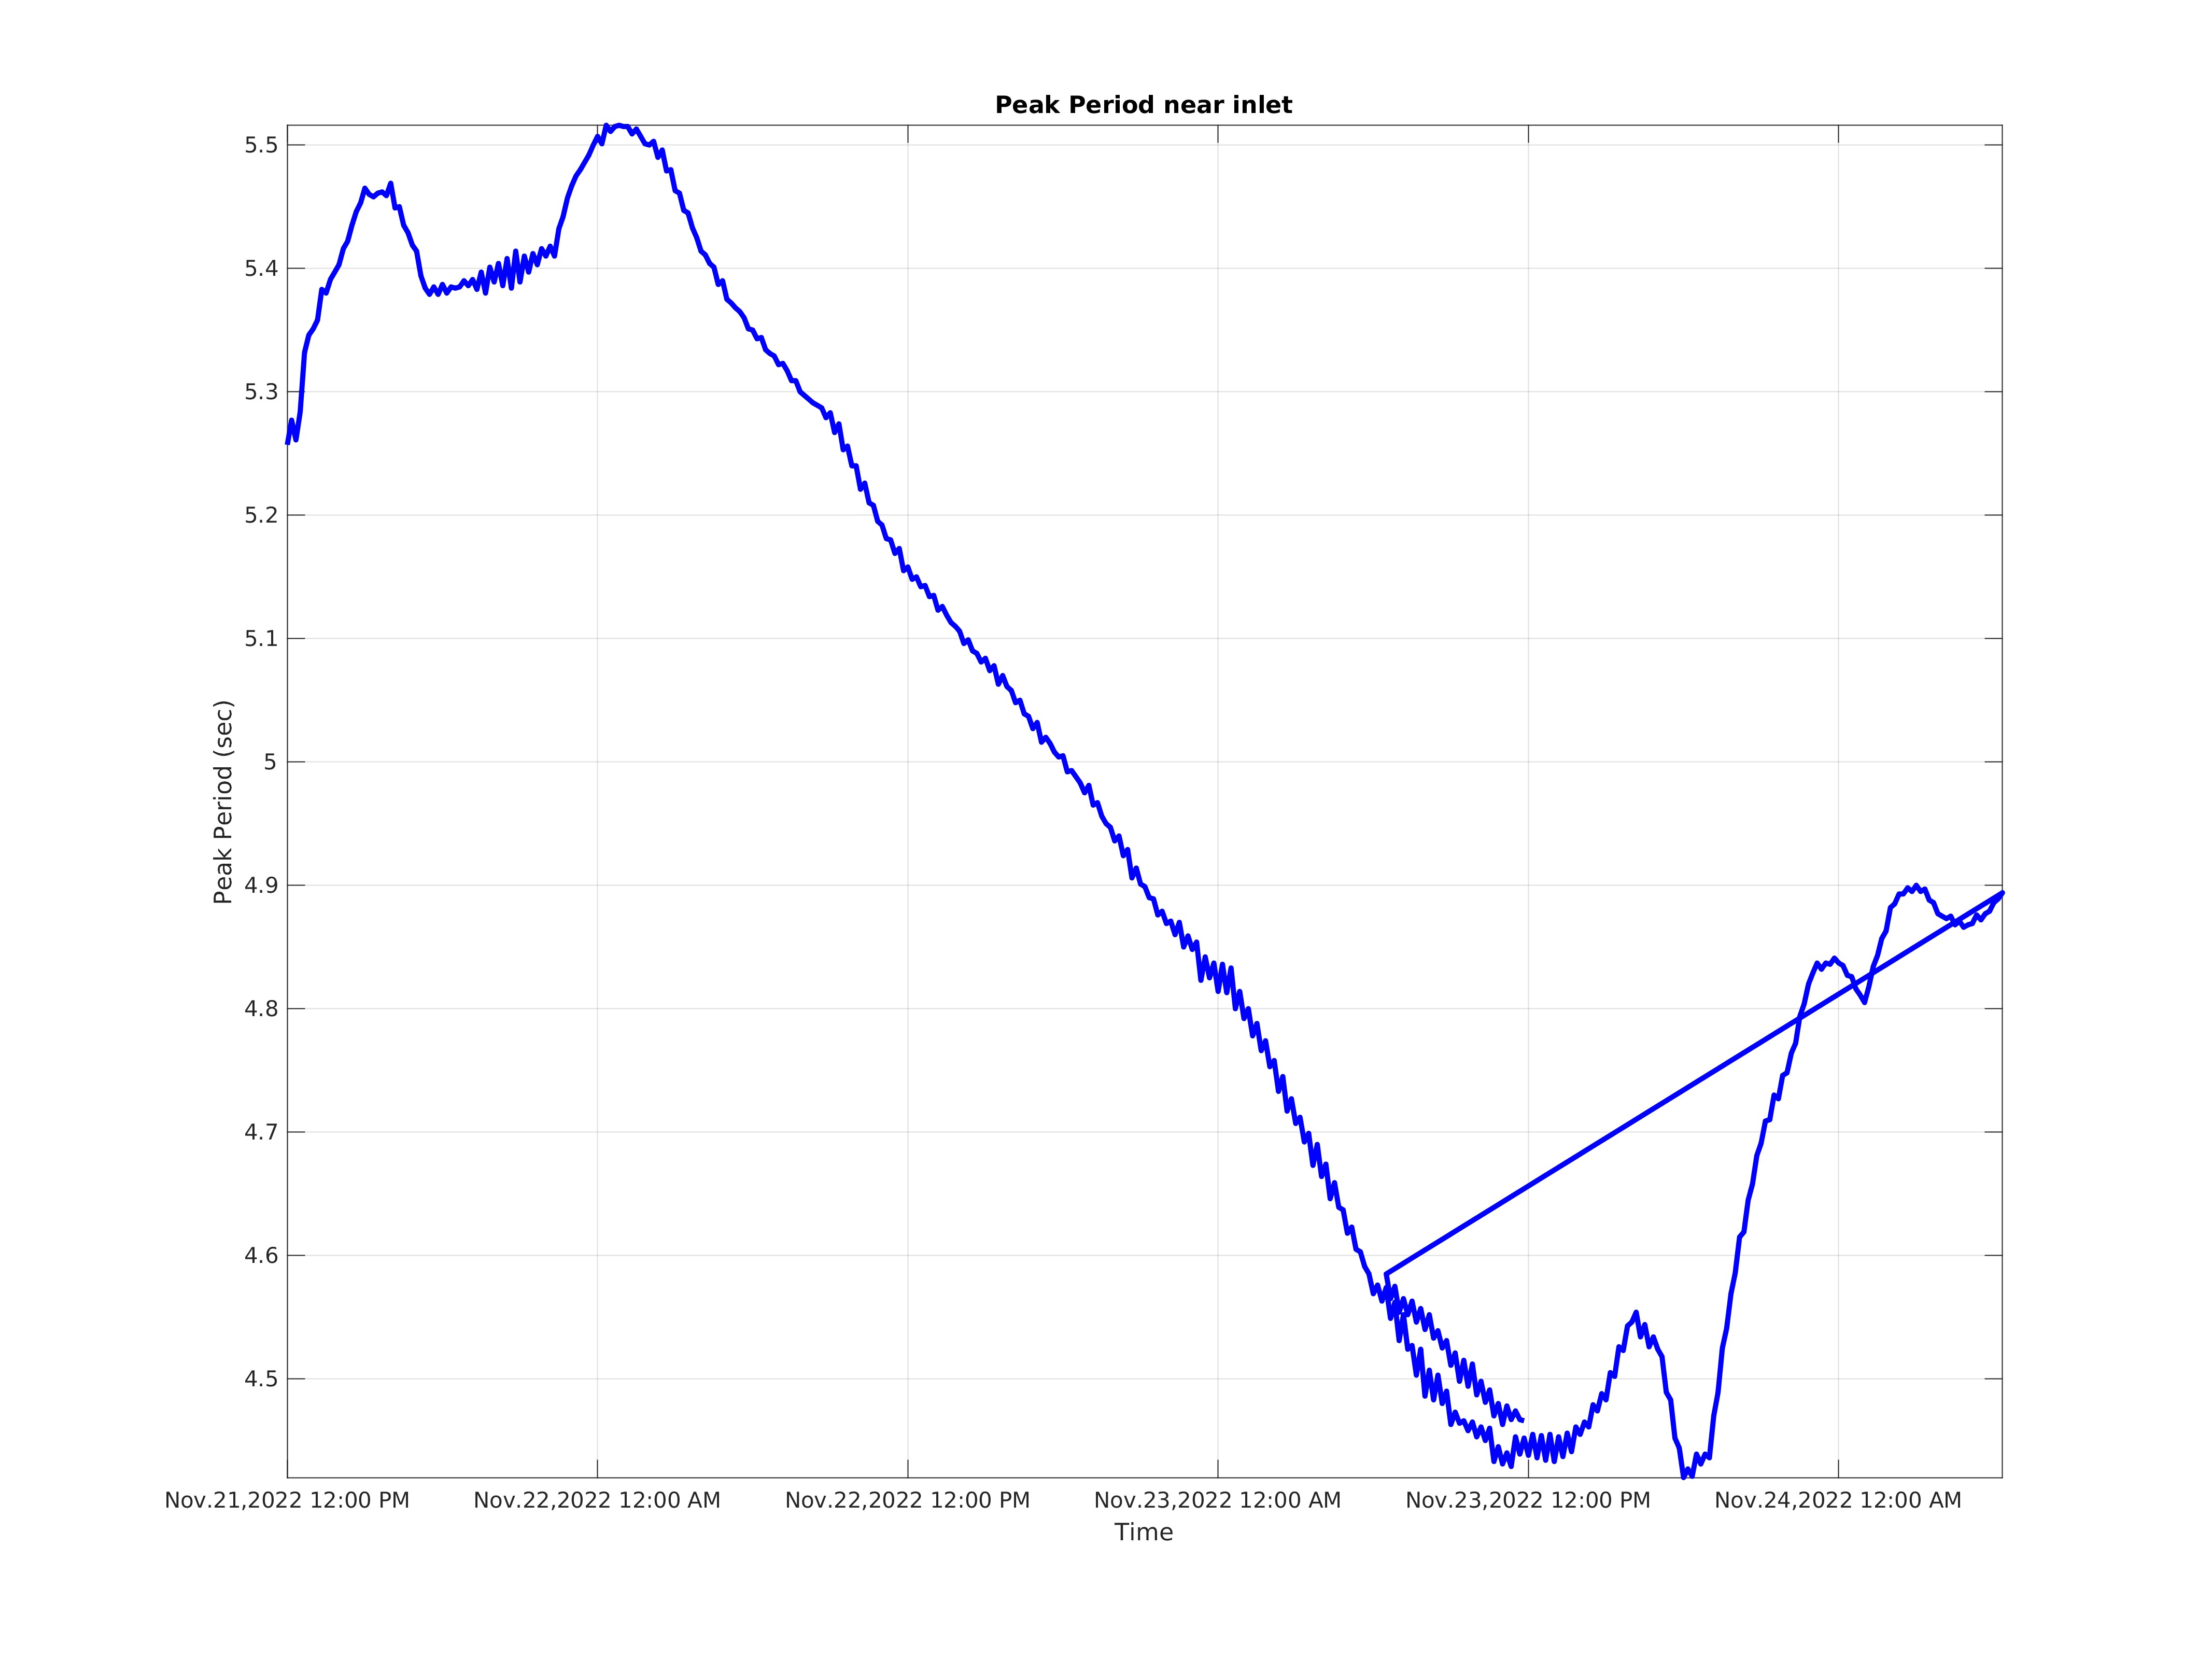 Peak Period near inlet
5.5
5.4
5.3
5.2
5.1
5
4.9
4.8
4.7
4.6
4.5
Peak Period (sec)
Nov.21,2022 12:00 PM
Nov.22,2022 12:00 AM
Nov.22,2022 12:00 PM
Nov.23,2022 12:00 AM
Nov.23,2022 12:00 PM
Nov.24,2022 12:00 AM
Time